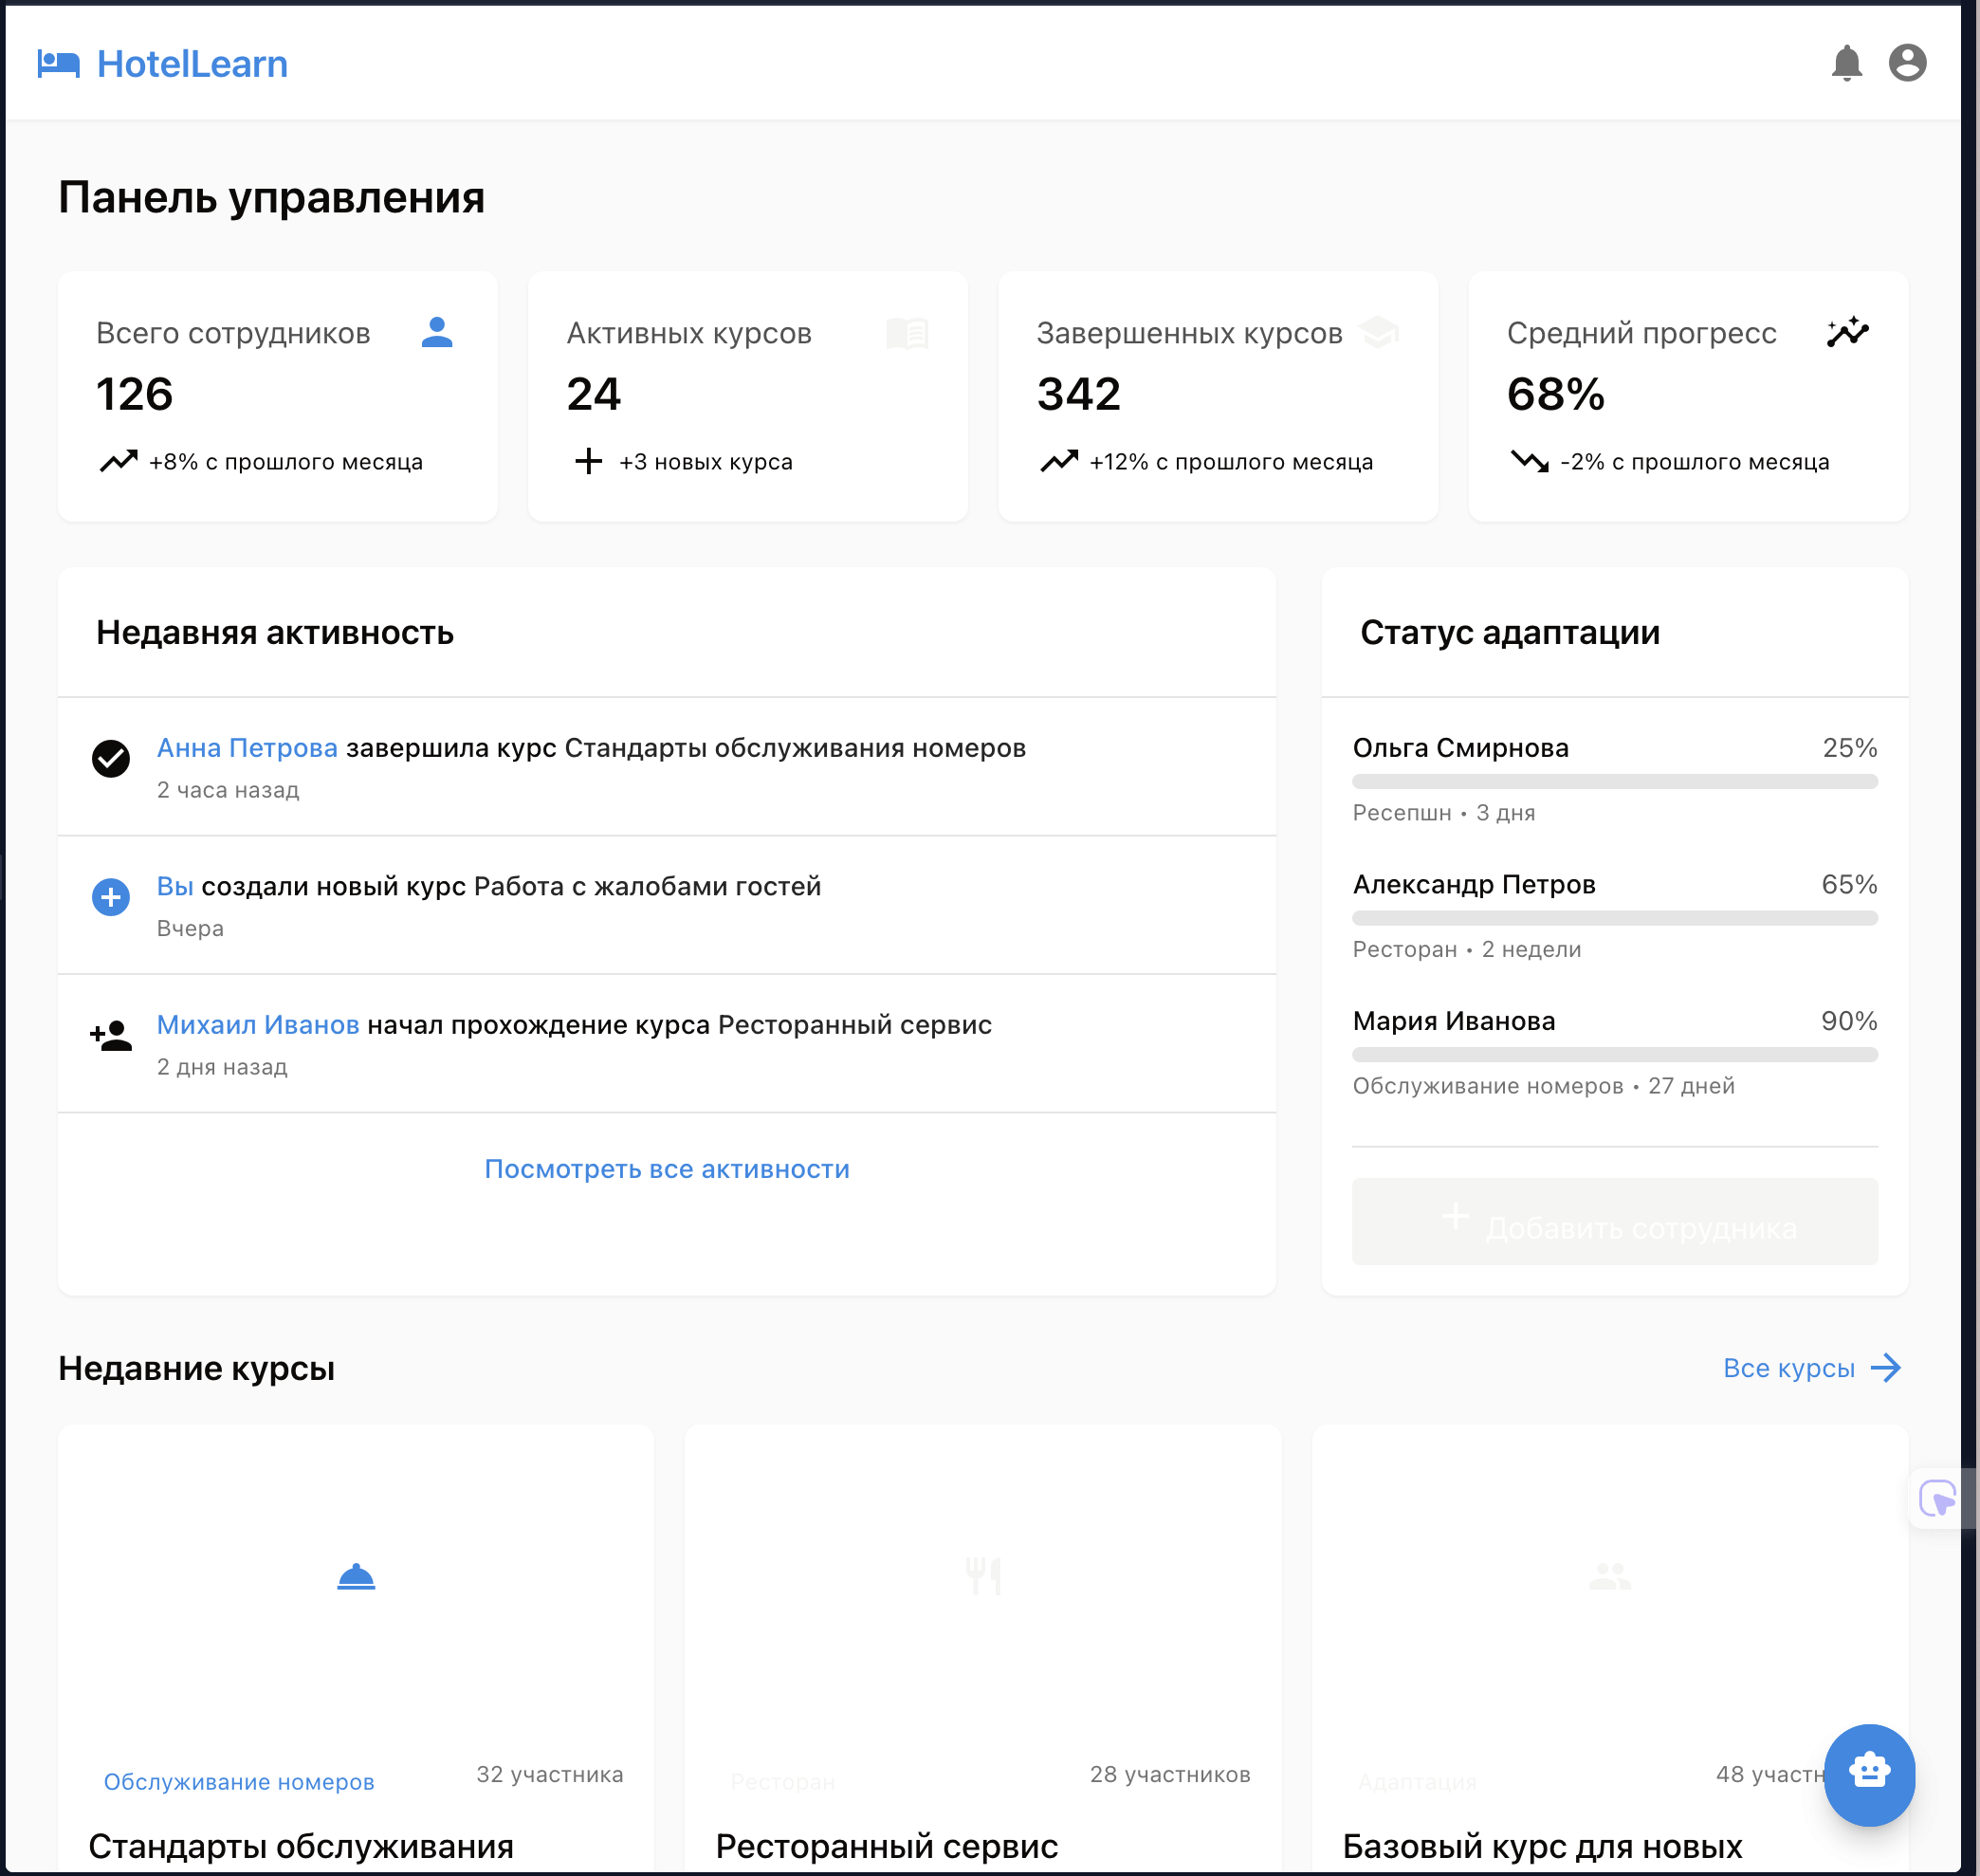 HotelLearn
Панель управления
Всего сотрудников
126
+8% с прошлого месяца
Активных курсов
24
+3 новых курса
Завершенных курсов
342
+12% с прошлого месяца
Средний прогресс
68%
-2% с прошлого месяца
Недавняя активность
Анна Петрова завершила курс Стандарты обслуживания номеров
2 часа назад
Вы создали новый курс Работа с жалобами гостей
Вчера
Михаил Иванов начал прохождение курса Ресторанный сервис
2 дня назад
Посмотреть все активности
Статус адаптации
Ольга Смирнова 25%
Ресепшн • 3 дня
Александр Петров 65%
Ресторан • 2 недели
Мария Иванова 90%
Обслуживание номеров • 27 дней
Добавить сотрудника
Недавние курсы
Все курсы
Обслуживание номеров 32 участника
Стандарты обслуживания
Ресторан 28 участников
Ресторанный сервис
Адаптация 48 участн
Базовый курс для новых